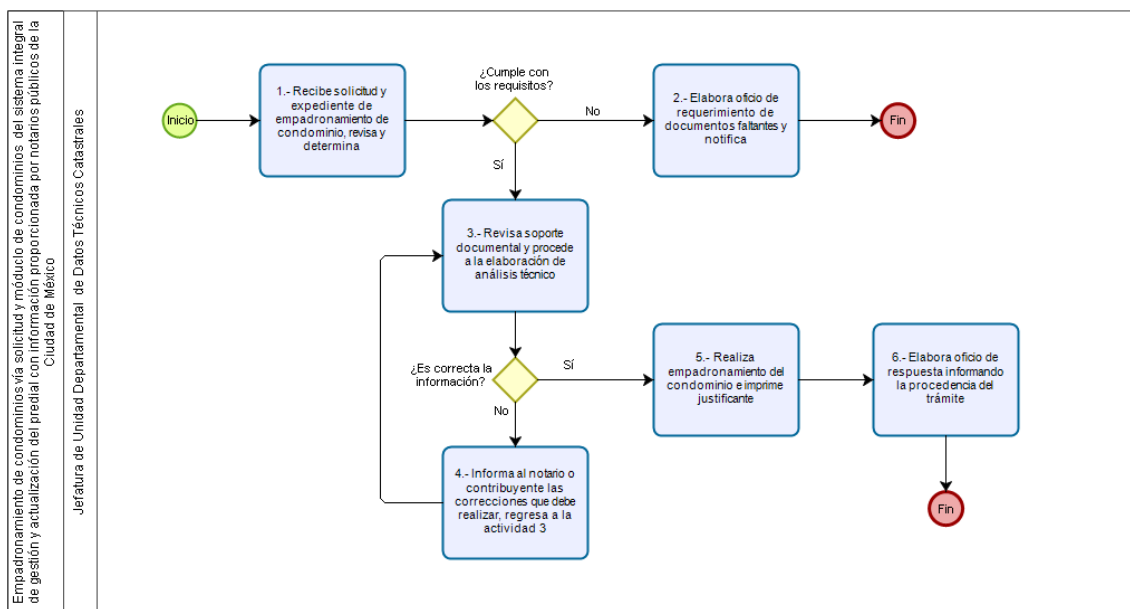 Empadronamiento de condominios vía solicitud y móduclo de condominios del sistema integral
de gestión y actualización del predial con información proporcionada por notarios públicos de la
Ciudad de México
Jefatura de Unidad Departamental de Datos Técnicos Catastrales
Inicio
1.- Recibe solicitud y
expediente de
empadronamiento de
condominio, revisa y
determina
¿Cumple con
los requisitos?
No
2.- Elabora oficio de
requerimiento de
documentos faltantes y
notifica
Fin
Sí
3.- Revisa soporte
documental y procede
a la elaboración de
análisis técnico
¿Es correcta la
información?
Sí
5.- Realiza
empadronamiento del
condominio e imprime
justificante
6.- Elabora oficio de
respuesta informando
la procedencia del
trámite
No
4.- Informa al notario o
contribuyente las
correcciones que debe
realizar, regresa a la
actividad 3
Fin